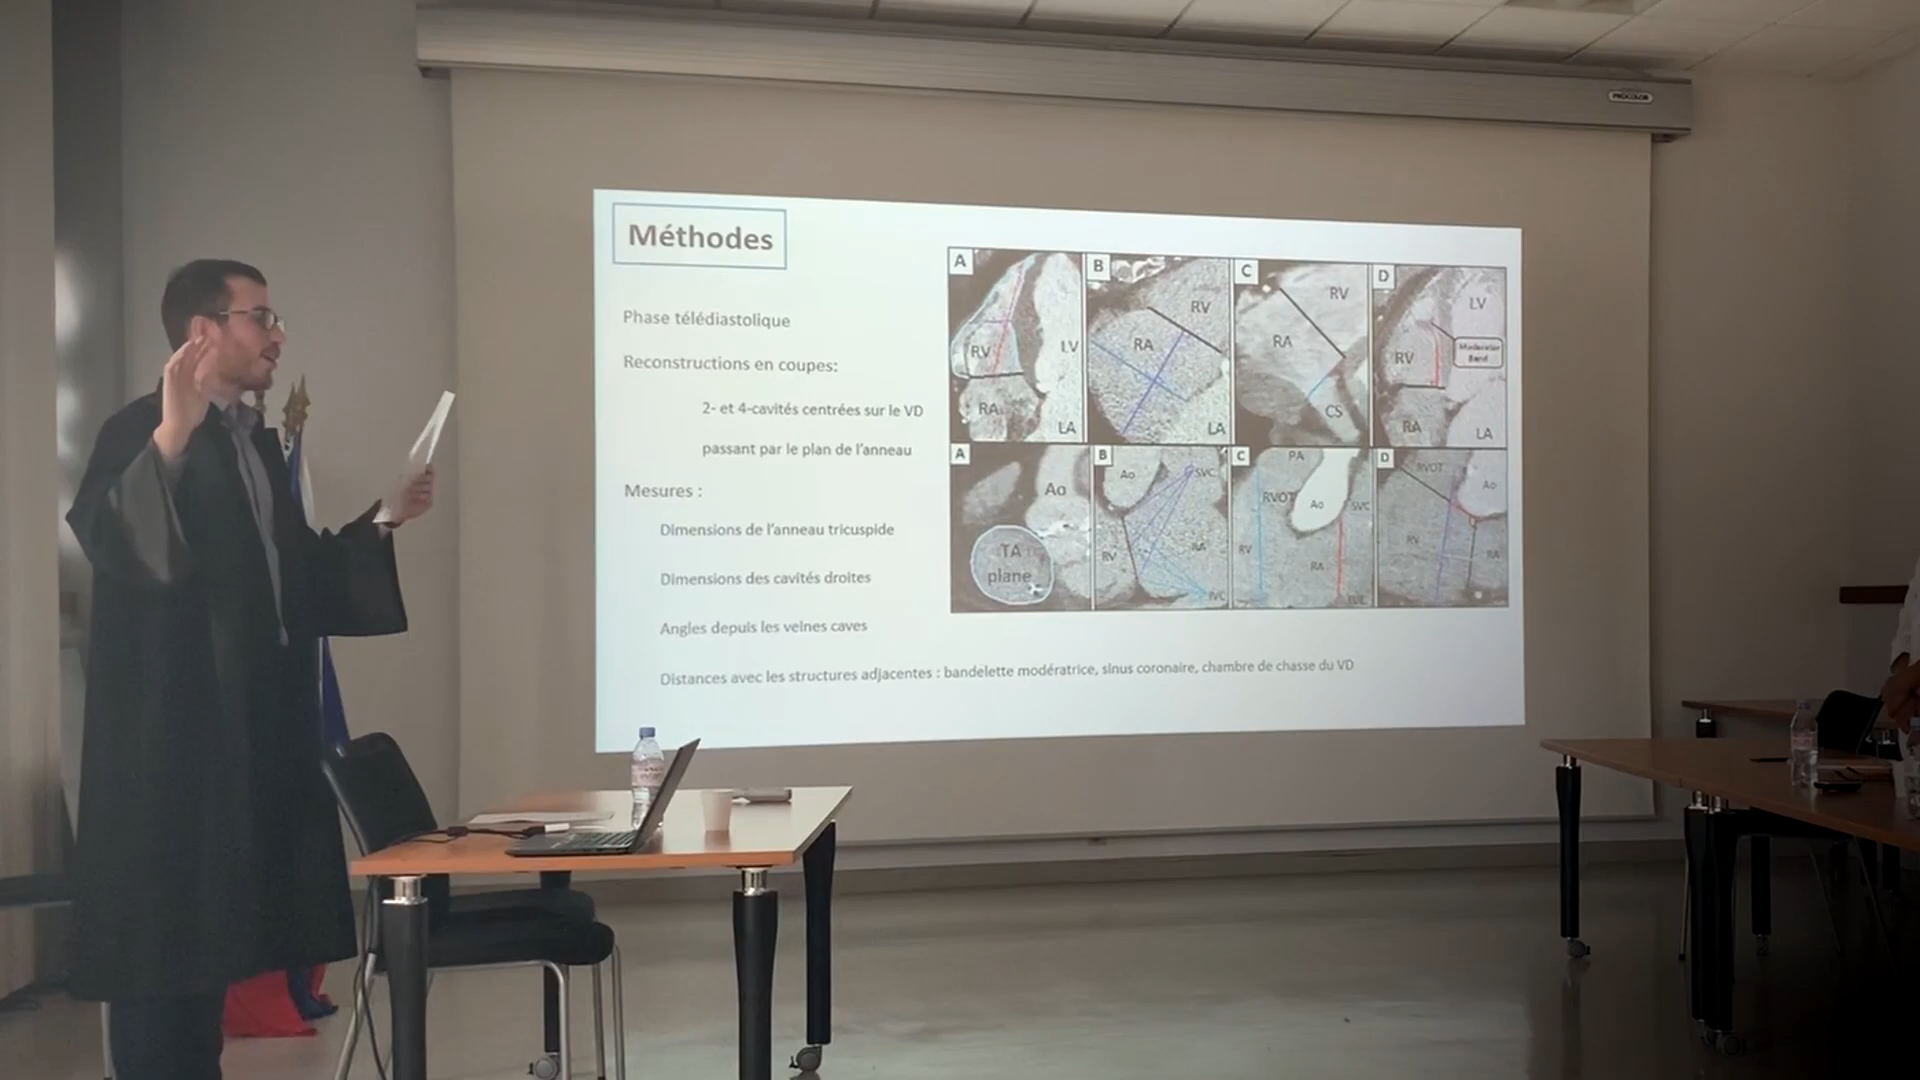 PROCOLOR
Méthodes
Phase télédiastolique
Reconstructions en coupes:
2- et 4-cavités centrées sur le VD
passant par le plan de l'anneau
Mesures :
Dimensions de l'anneau tricuspide
Dimensions des cavités droites
Angles depuis les veines caves
Distances avec les structures adjacentes : bandelette modératrice, sinus coronaire, chambre de chasse du VD
A
RV
LV
RA
LA
B
RV
RA
LA
C
RV
RA
CS
D
LV
Moderator
Band
RV
RA
LA
A
Ao
TA
plane
B
Ao
SVC
RV
RA
IVC
C
PA
RVOT
Ao
SVC
RV
RA
D
RVOT
Ao
RV
RA